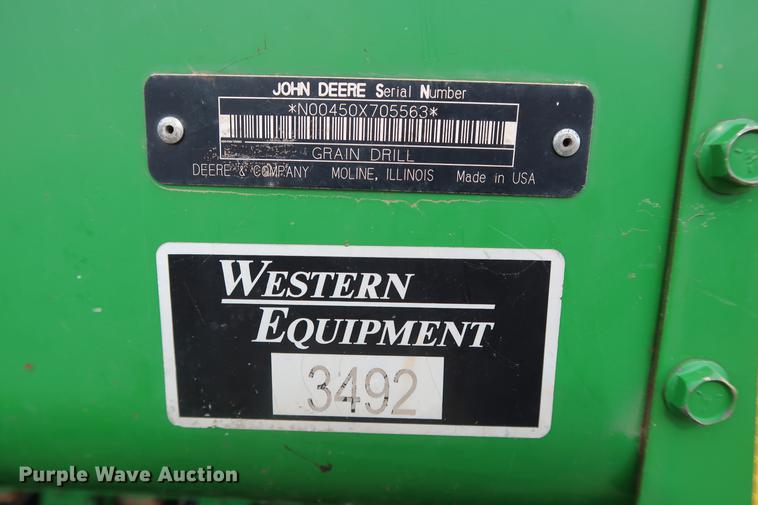 JOHN DEERE Serial Number
*N00450X705563*
GRAIN DRILL
DEERE & COMPANY MOLINE, ILLINOIS Made in USA
WESTERN
EQUIPMENT
3492
Purple Wave Auction